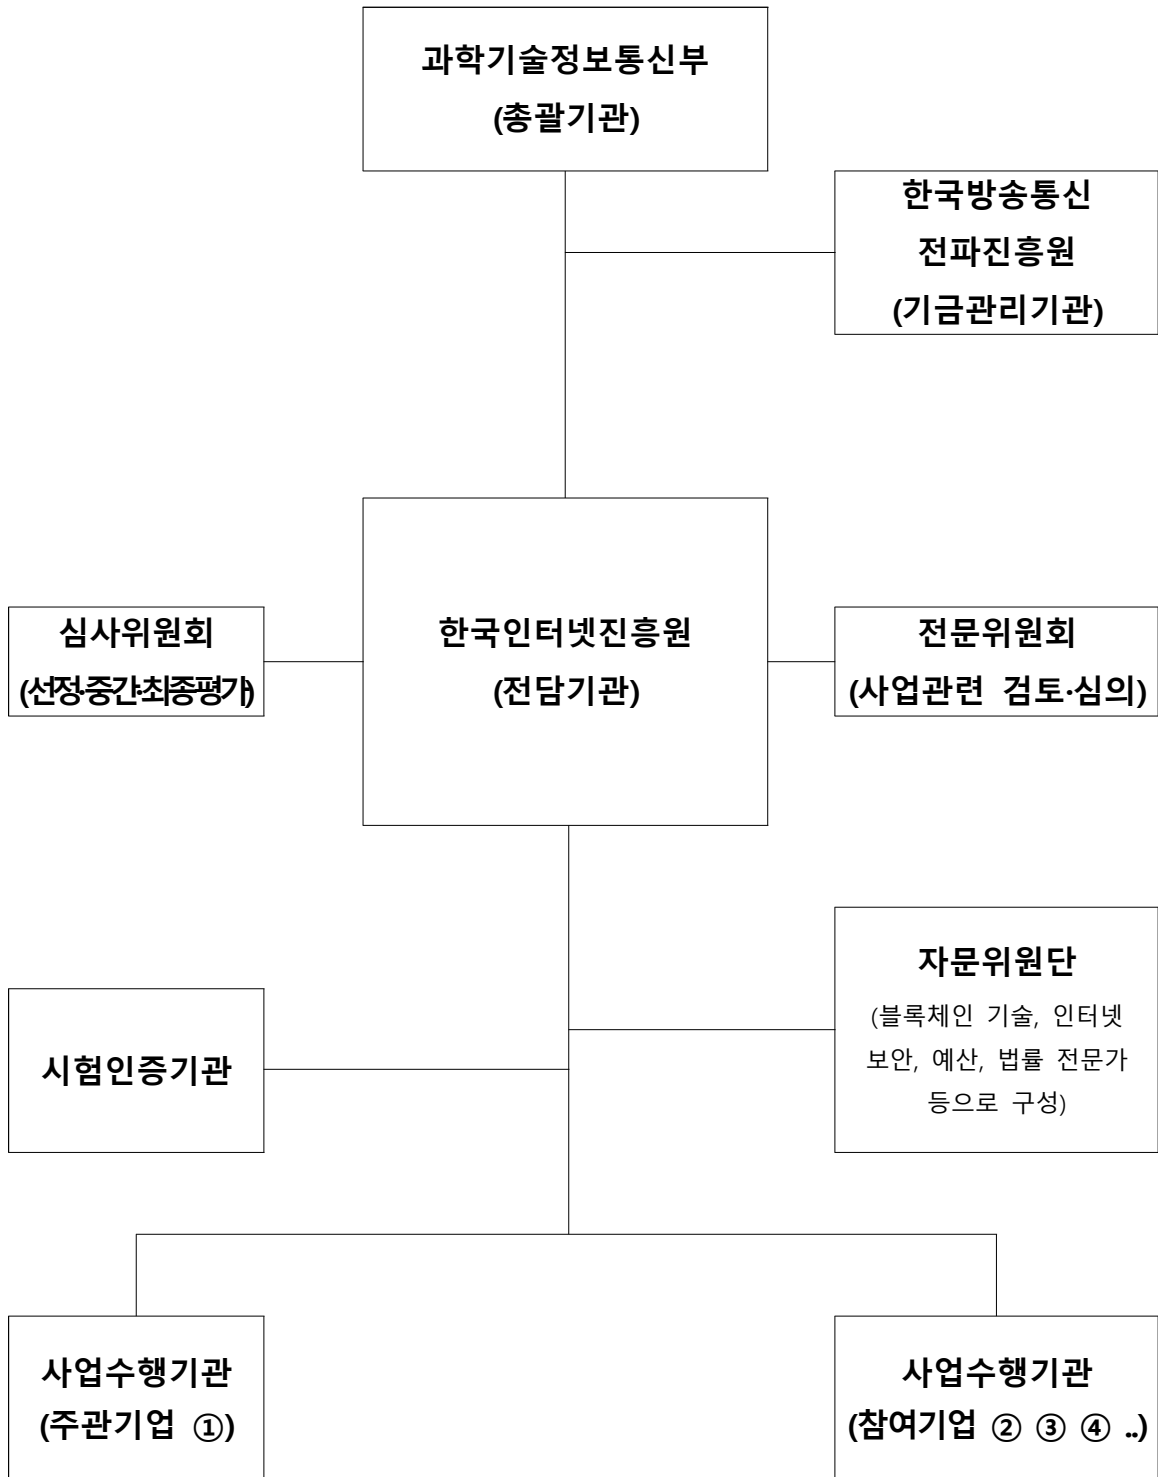 과학기술정보통신부
(총괄기관)
한국방송통신
전파진흥원
(기금관리기관)
심사위원회
(선정·중간·최종평가)
한국인터넷진흥원
(전담기관)
전문위원회
(사업관련 검토·심의)
자문위원단
(블록체인 기술, 인터넷
보안, 예산, 법률 전문가
등으로 구성)
시험인증기관
사업수행기관
(주관기업 ①)
사업수행기관
(참여기업 ② ③ ④ ..)